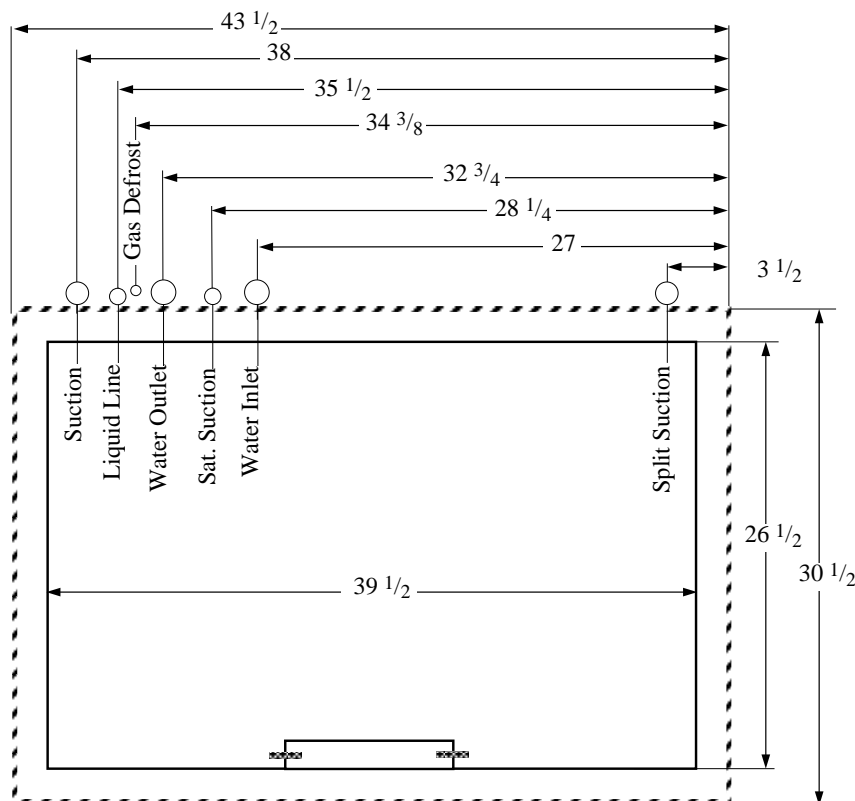 43 1/2
38
35 1/2
34 3/8
32 3/4
28 1/4
27
3 1/2
Gas Defrost
Suction
Liquid Line
Water Outlet
Sat. Suction
Water Inlet
Split Suction
26 1/2
30 1/2
39 1/2